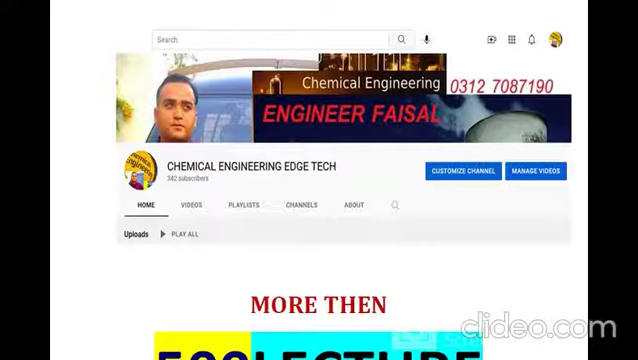 Search.
Chemical Engineering
0312 7087190
ENGINEER FAISAL
CHEMICAL ENGINEERING EDGE TECH
342 subscribers
CUSTOMIZE CHANNEL
MANAGE VIDEOS
HOME VIDEOS PLAYLISTS CHANNELS ABOUT
Uploads PLAY ALL
MORE THEN
LECTURE
clideo.com